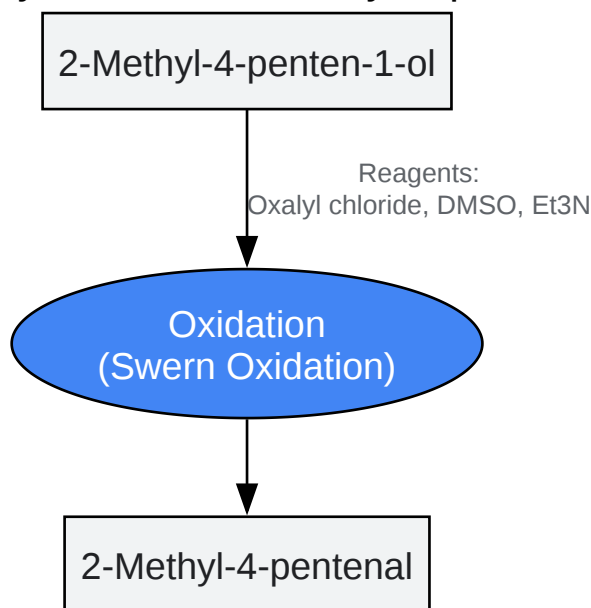 2-Methyl-4-penten-1-ol
Reagents:
Oxalyl chloride, DMSO, Et3N
Oxidation
(Swern Oxidation)
2-Methyl-4-pentenal